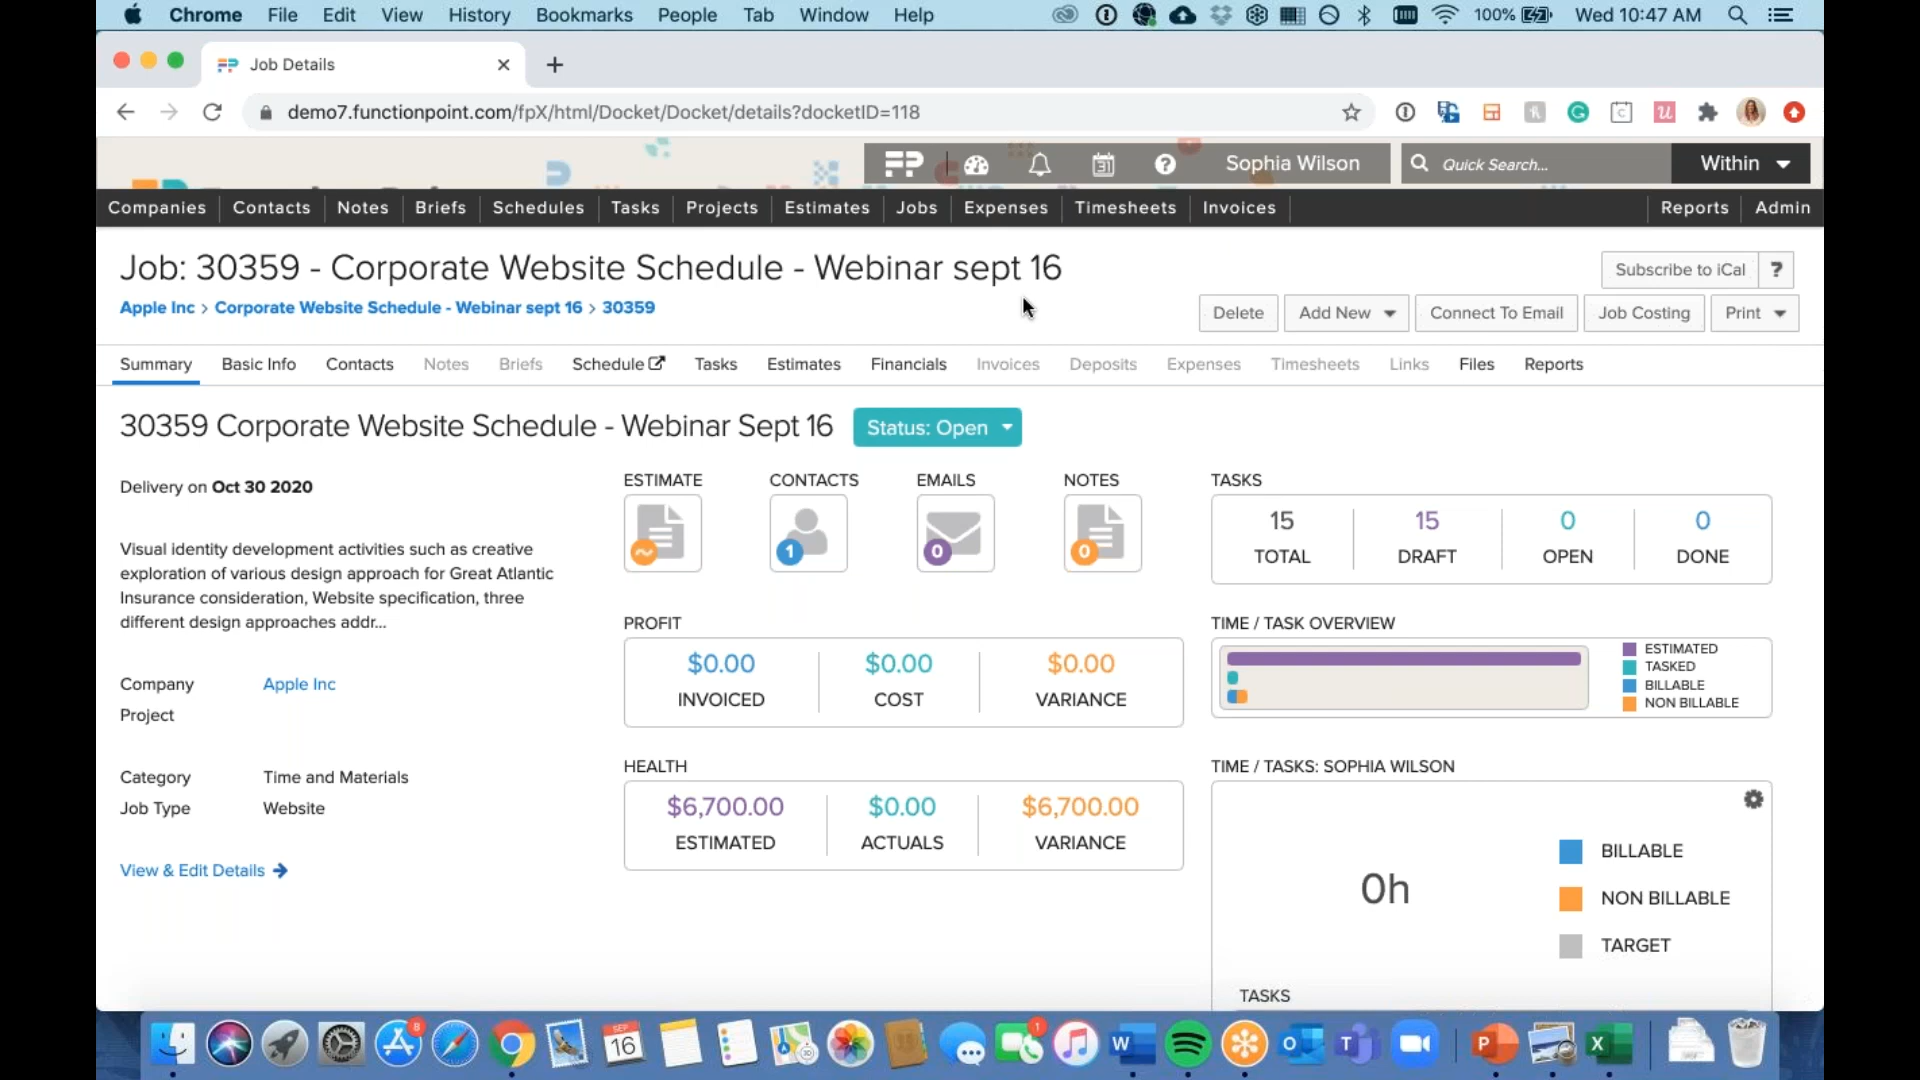 Chrome File Edit View History Bookmarks People Tab Window Help 100% Wed 10:47 AM
Job Details
demo7.functionpoint.com/fpX/html/Docket/Docket/details?docketID=118
FP Sophia Wilson Quick Search... Within
Companies Contacts Notes Briefs Schedules Tasks Projects Estimates Jobs Expenses Timesheets Invoices Reports Admin
Job: 30359 - Corporate Website Schedule - Webinar sept 16
Subscribe to iCal ?
Apple Inc > Corporate Website Schedule - Webinar sept 16 > 30359
Delete Add New Connect To Email Job Costing Print
Summary Basic Info Contacts Notes Briefs Schedule Tasks Estimates Financials Invoices Deposits Expenses Timesheets Links Files Reports
30359 Corporate Website Schedule - Webinar Sept 16 Status: Open
Delivery on Oct 30 2020
Visual identity development activities such as creative
exploration of various design approach for Great Atlantic
Insurance consideration, Website specification, three
different design approaches addr...
Company Apple Inc
Project
Category Time and Materials
Job Type Website
View & Edit Details
ESTIMATE CONTACTS EMAILS NOTES
1 0 0
PROFIT
$0.00 $0.00 $0.00
INVOICED COST VARIANCE
HEALTH
$6,700.00 $0.00 $6,700.00
ESTIMATED ACTUALS VARIANCE
TASKS
15 15 0 0
TOTAL DRAFT OPEN DONE
TIME / TASK OVERVIEW
ESTIMATED
TASKED
BILLABLE
NON BILLABLE
TIME / TASKS: SOPHIA WILSON
0h
BILLABLE
NON BILLABLE
TARGET
TASKS
8 SEP 16 1 W O T P X